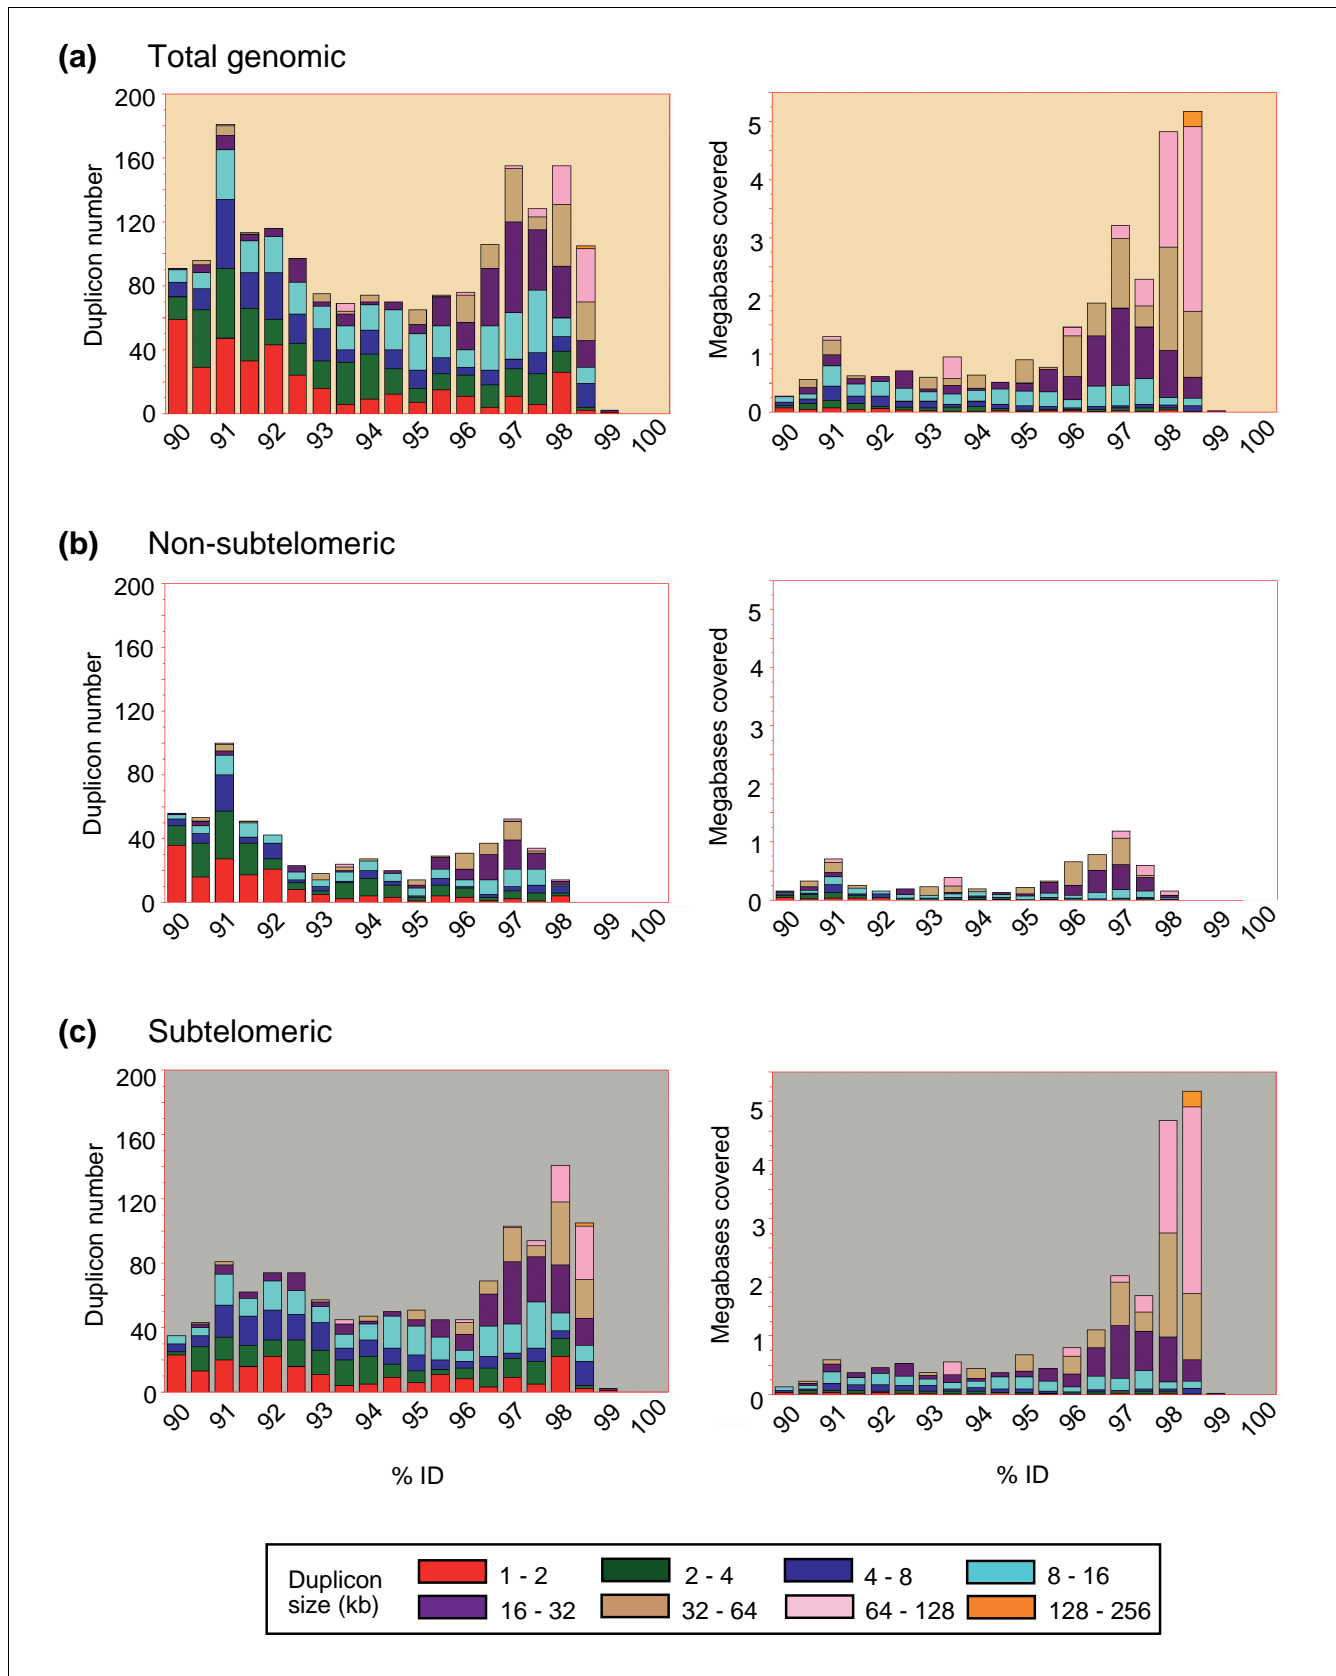 (a) Total genomic
Duplicon number
200
160
120
80
40
0
90 91 92 93 94 95 96 97 98 99 100
Megabases covered
5
4
3
2
1
0
90 91 92 93 94 95 96 97 98 99 100
(b) Non-subtelomeric
Duplicon number
200
160
120
80
40
0
90 91 92 93 94 95 96 97 98 99 100
Megabases covered
5
4
3
2
1
0
90 91 92 93 94 95 96 97 98 99 100
(c) Subtelomeric
Duplicon number
200
160
120
80
40
0
90 91 92 93 94 95 96 97 98 99 100
% ID
Megabases covered
5
4
3
2
1
0
90 91 92 93 94 95 96 97 98 99 100
% ID
Duplicon
size (kb)
1 - 2 2 - 4 4 - 8 8 - 16
16 - 32 32 - 64 64 - 128 128 - 256